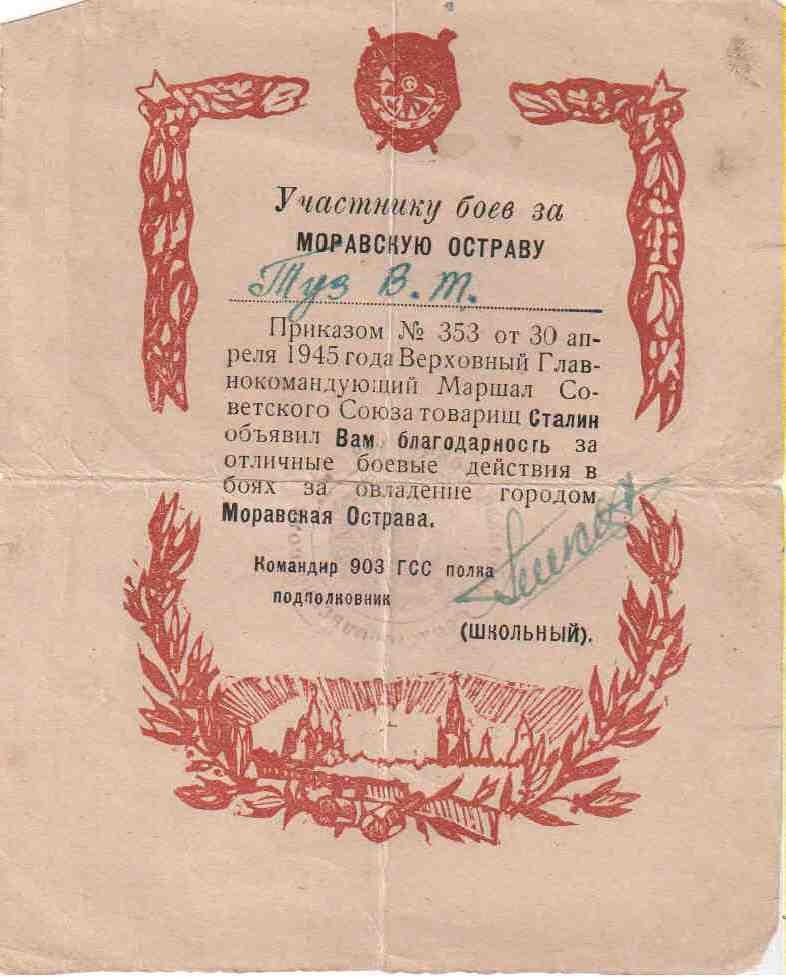 Участнику боев за
МОРАВСКУЮ ОСТРАВУ
Туз В. Т.
Приказом № 353 от 30 ап-
реля 1945 года Верховный Глав-
нокомандующий Маршал Со-
ветского Союза товарищ Сталин
объявил Вам благодарность за
отличные боевые действия в
боях за овладение городом
Моравская Острава.
Командир 903 ГСС полка
подполковник
(ШКОЛЬНЫЙ).